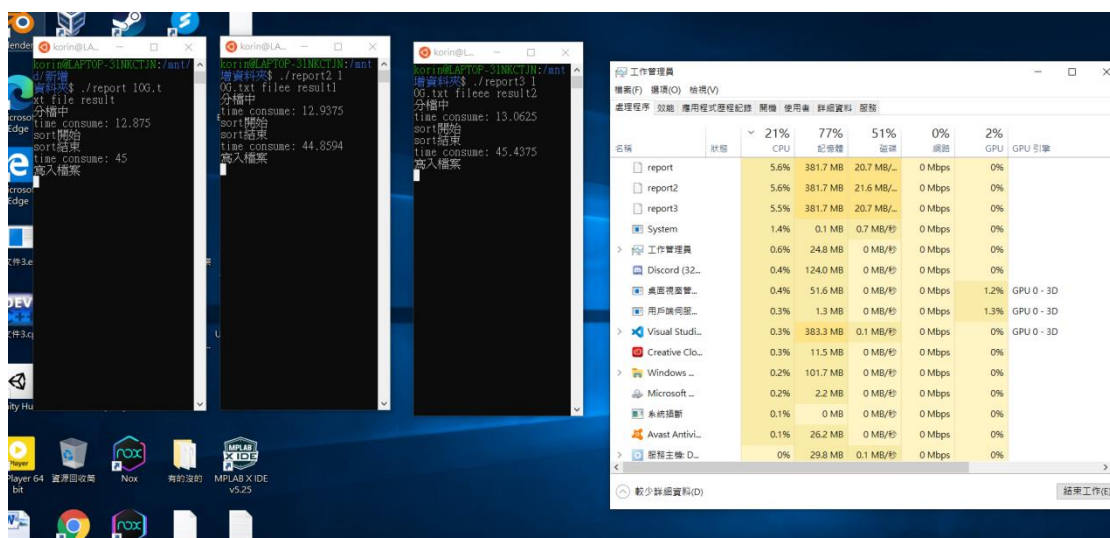 lender
Edge
Edge
文件3.e
文件3.c
ity Hu
Player 64
bit
資源回收筒
Nox
有的沒的
MPLAB X IDE
v5.25
MPLAB
X IDE
nox
nox
DEV
korin@LA...
korin@LAPTOP-31NKCTJN:/mnt/
d/新增
資料夾$ ./report 10G.t
xt file result
分檔中
time consume: 12.875
sort開始
sort結束
time consume: 45
寫入檔案
korin@LA...
korin@LAPTOP-31NKCTJN:/mnt
增資料夾$ ./report2 1
0G.txt filee result1
分檔中
time consume: 12.9375
sort開始
sort結束
time consume: 44.8594
寫入檔案
korin@L...
korin@LAPTOP-31NKCTJN:/mnt
增資料夾$ ./report3 1
0G.txt fileee result2
分檔中
time consume: 13.0625
sort開始
sort結束
time consume: 45.4375
寫入檔案
工作管理員
檔案(F) 選項(O) 檢視(V)
處理程序 效能 應用程式歷程記錄 開機 使用者 詳細資料 服務
21% 77% 51% 0% 2%
名稱 狀態 CPU 記憶體 磁碟 網路 GPU GPU 引擎
report 5.6% 381.7 MB 20.7 MB/... 0 Mbps 0%
report2 5.6% 381.7 MB 21.6 MB/... 0 Mbps 0%
report3 5.5% 381.7 MB 20.7 MB/... 0 Mbps 0%
System 1.4% 0.1 MB 0.7 MB/秒 0 Mbps 0%
工作管理員 0.6% 24.8 MB 0 MB/秒 0 Mbps 0%
Discord (32... 0.4% 124.0 MB 0 MB/秒 0 Mbps 0%
桌面視窗管... 0.4% 51.6 MB 0 MB/秒 0 Mbps 1.2% GPU 0 - 3D
用戶端伺服... 0.3% 1.3 MB 0 MB/秒 0 Mbps 1.3% GPU 0 - 3D
Visual Studi... 0.3% 383.3 MB 0.1 MB/秒 0 Mbps 0% GPU 0 - 3D
Creative Clo... 0.3% 11.5 MB 0 MB/秒 0 Mbps 0%
Windows ... 0.2% 101.7 MB 0 MB/秒 0 Mbps 0%
Microsoft ... 0.2% 2.2 MB 0 MB/秒 0 Mbps 0%
系統插斷 0.1% 0 MB 0 MB/秒 0 Mbps 0%
Avast Antivi... 0.1% 26.2 MB 0 MB/秒 0 Mbps 0%
服務主機: D... 0% 29.8 MB 0.1 MB/秒 0 Mbps 0%
較少詳細資料(D)
結束工作(E)